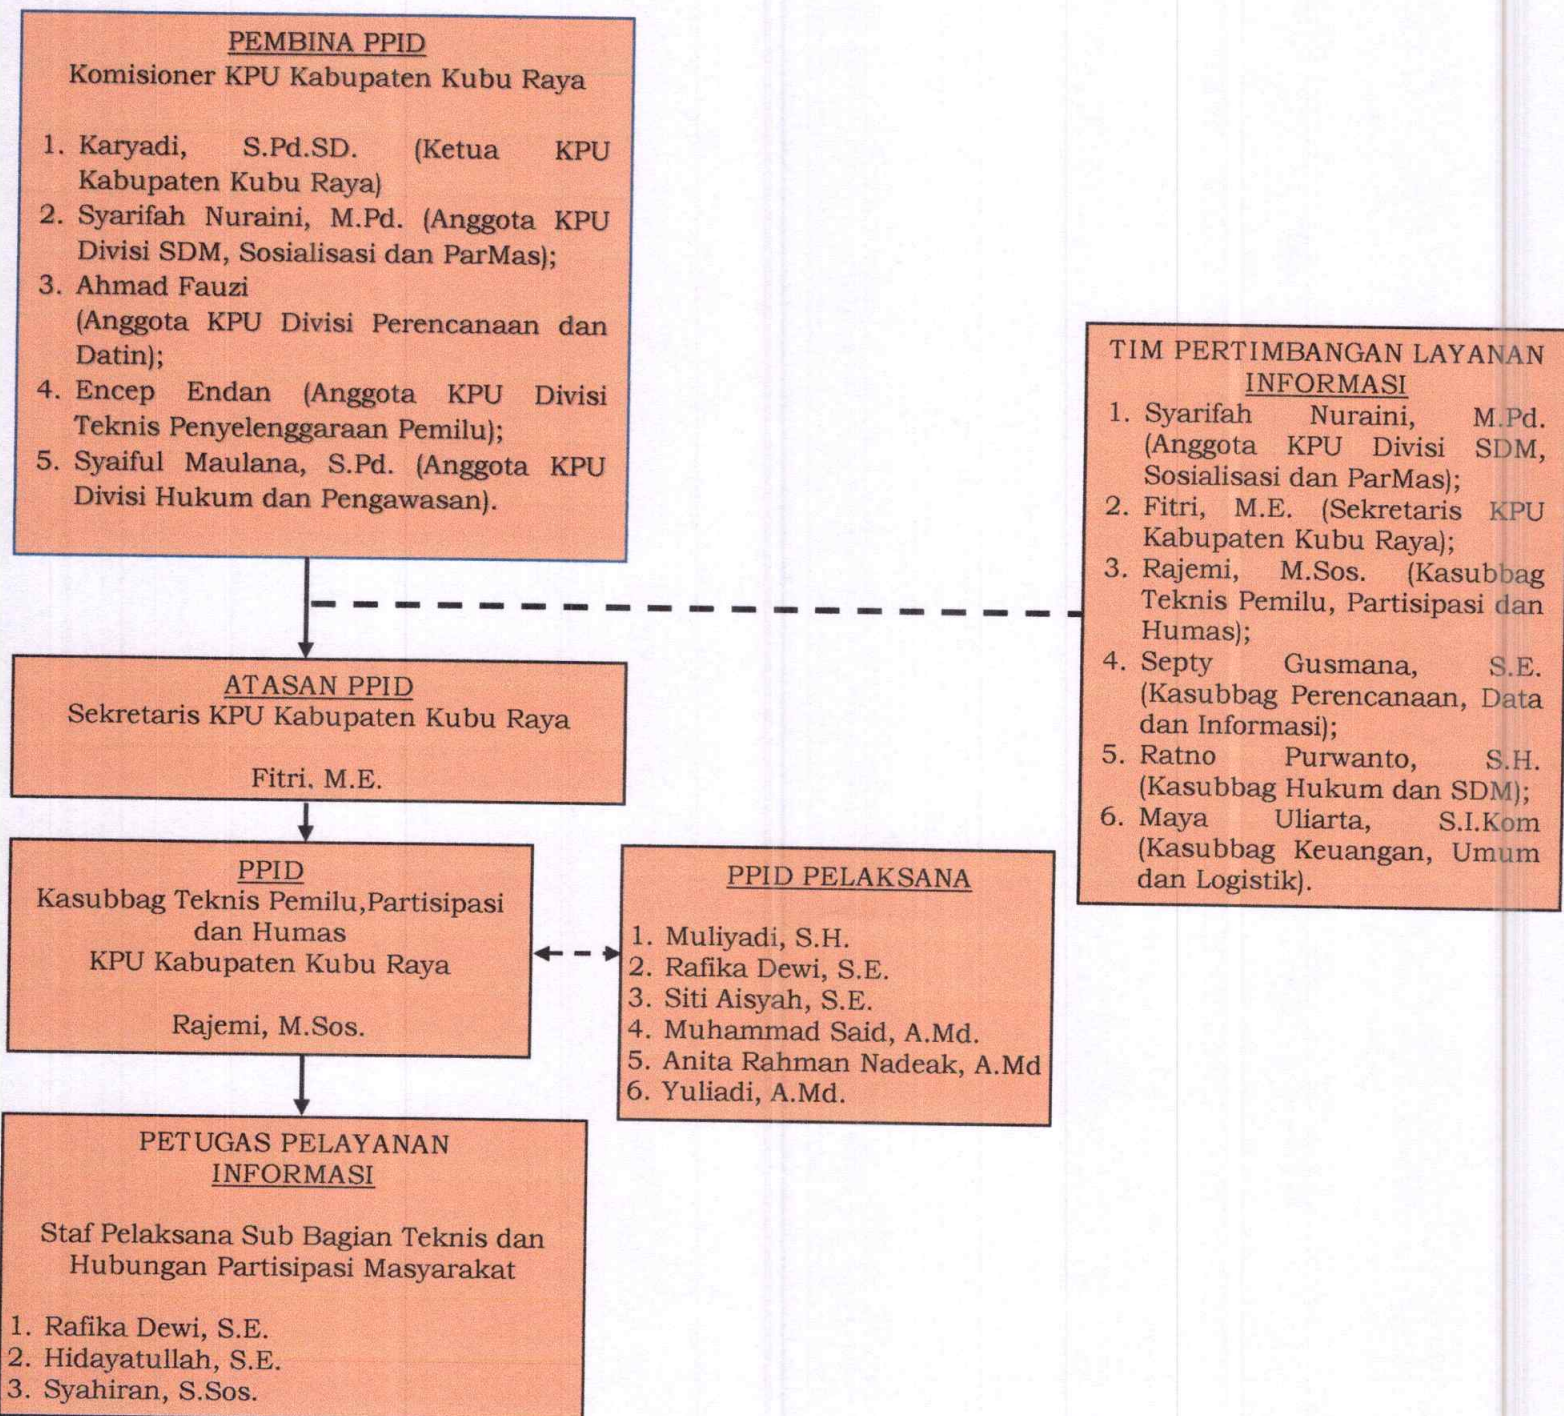 PEMBINA PPID
Komisioner KPU Kabupaten Kubu Raya
1. Karyadi, S.Pd.SD. (Ketua KPU
Kabupaten Kubu Raya)
2. Syarifah Nuraini, M.Pd. (Anggota KPU
Divisi SDM, Sosialisasi dan ParMas);
3. Ahmad Fauzi
(Anggota KPU Divisi Perencanaan dan
Datin);
4. Encep Endan (Anggota KPU Divisi
Teknis Penyelenggaraan Pemilu);
5. Syaiful Maulana, S.Pd. (Anggota KPU
Divisi Hukum dan Pengawasan).
TIM PERTIMBANGAN LAYANAN
INFORMASI
1. Syarifah Nuraini, M.Pd.
(Anggota KPU Divisi SDM,
Sosialisasi dan ParMas);
2. Fitri, M.E. (Sekretaris KPU
Kabupaten Kubu Raya);
3. Rajemi, M.Sos. (Kasubbag
Teknis Pemilu, Partisipasi dan
Humas);
4. Septy Gusmana, S.E.
(Kasubbag Perencanaan, Data
dan Informasi);
5. Ratno Purwanto, S.H.
(Kasubbag Hukum dan SDM);
6. Maya Uliarta, S.I.Kom
(Kasubbag Keuangan, Umum
dan Logistik).
ATASAN PPID
Sekretaris KPU Kabupaten Kubu Raya
Fitri, M.E.
PPID
Kasubbag Teknis Pemilu,Partisipasi
dan Humas
KPU Kabupaten Kubu Raya
Rajemi, M.Sos.
PPID PELAKSANA
1. Muliyadi, S.H.
2. Rafika Dewi, S.E.
3. Siti Aisyah, S.E.
4. Muhammad Said, A.Md.
5. Anita Rahman Nadeak, A.Md
6. Yuliadi, A.Md.
PETUGAS PELAYANAN
INFORMASI
Staf Pelaksana Sub Bagian Teknis dan
Hubungan Partisipasi Masyarakat
1. Rafika Dewi, S.E.
2. Hidayatullah, S.E.
3. Syahiran, S.Sos.